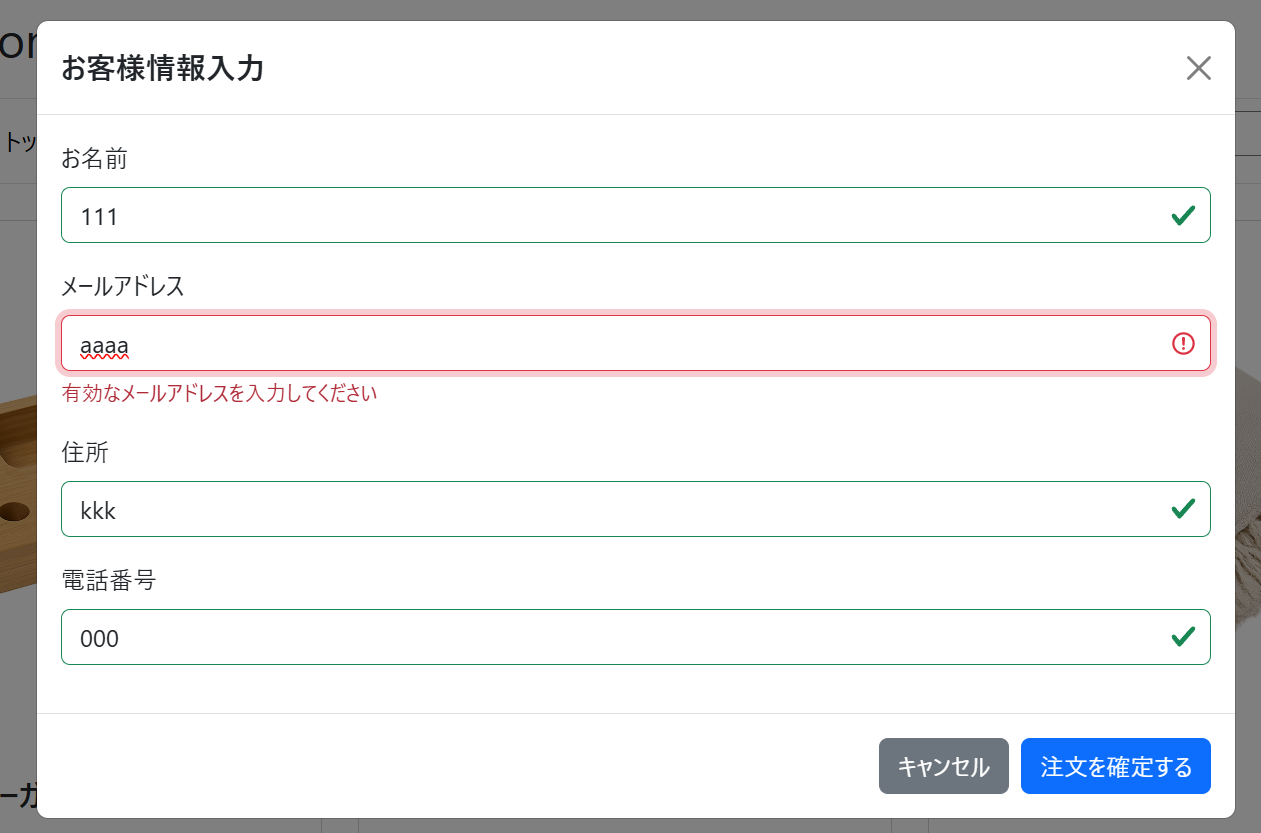 お客様情報入力
トッ
お名前
111
メールアドレス
aaaa
有効なメールアドレスを入力してください
住所
kkk
電話番号
000
キャンセル
注文を確定する